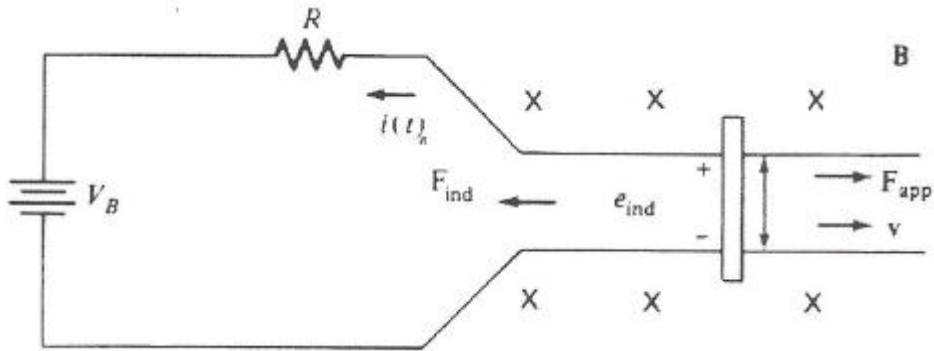 R
B
X X X
i(t)n
+
F_ind e_ind F_app
V_B
- v
X X X